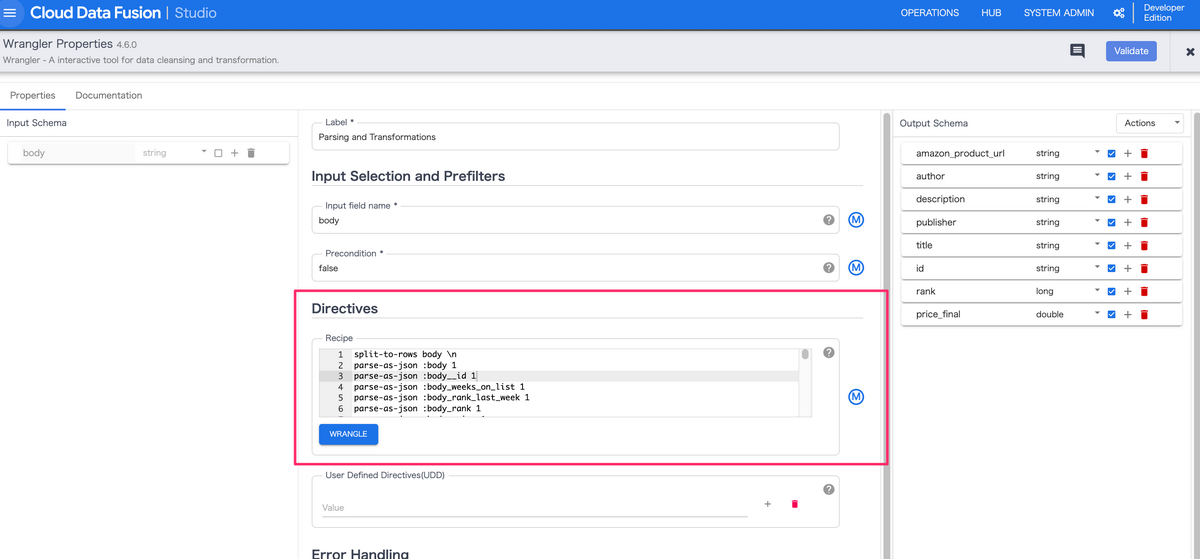 Cloud Data Fusion | Studio
OPERATIONS HUB SYSTEM ADMIN Developer Edition
Wrangler Properties 4.6.0
Wrangler - A interactive tool for data cleansing and transformation.
Validate
Properties Documentation
Input Schema
body string
Label *
Parsing and Transformations
Input Selection and Prefilters
Input field name *
body
M
Precondition *
false
M
Directives
Recipe
1 split-to-rows body \n
2 parse-as-json :body 1
3 parse-as-json :body__id 1
4 parse-as-json :body_weeks_on_list 1
5 parse-as-json :body_rank_last_week 1
6 parse-as-json :body_rank 1
M
WRANGLE
User Defined Directives(UDD)
Value
Error Handling
Output Schema
Actions
amazon_product_url string
author string
description string
publisher string
title string
id string
rank long
price_final double